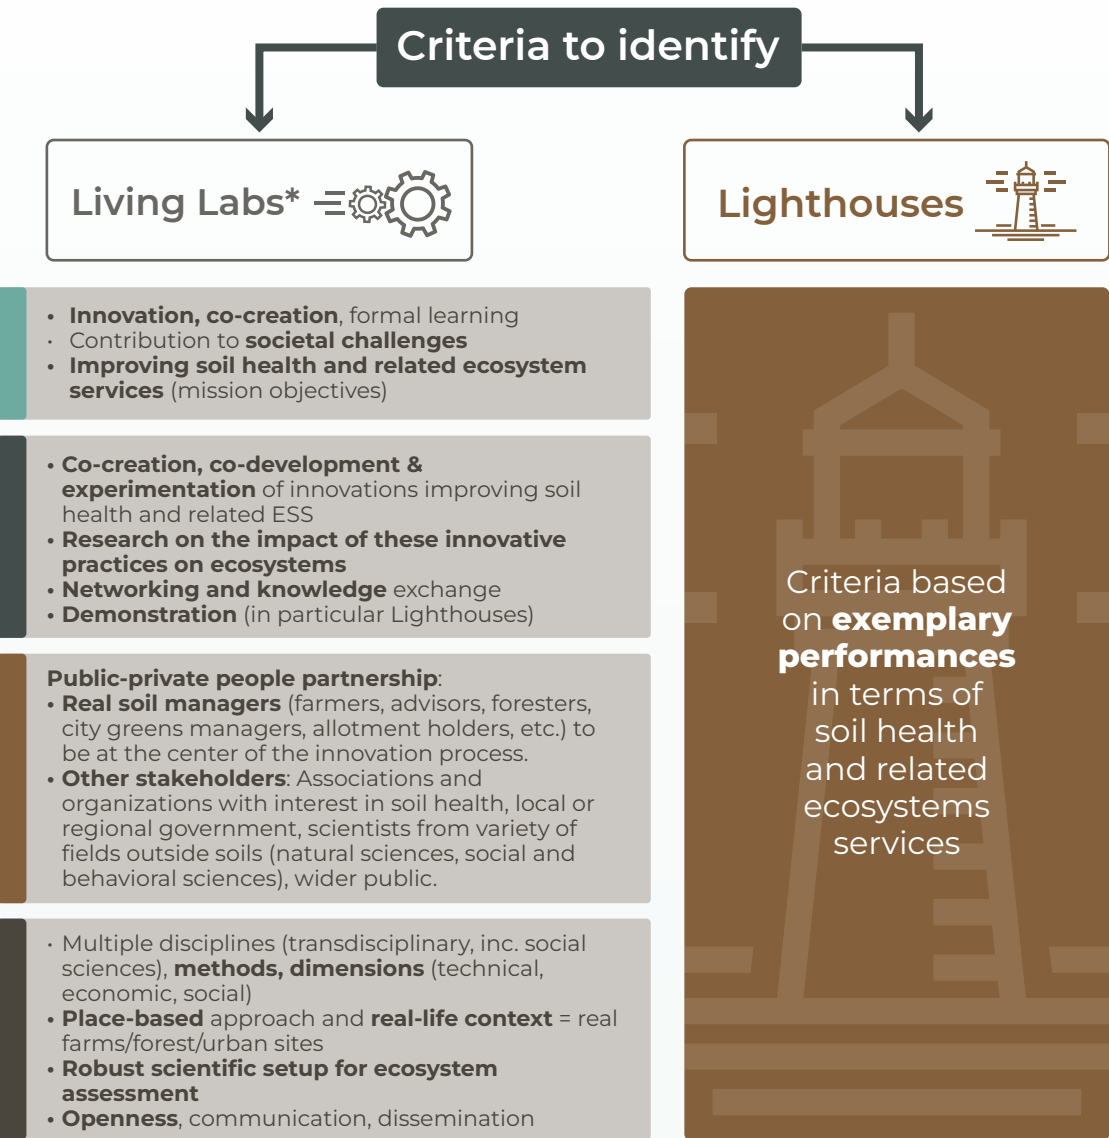 Criteria to identify
Living Labs*
Lighthouses
• Innovation, co-creation, formal learning
• Contribution to societal challenges
• Improving soil health and related ecosystem
services (mission objectives)
• Co-creation, co-development &
experimentation of innovations improving soil
health and related ESS
• Research on the impact of these innovative
practices on ecosystems
• Networking and knowledge exchange
• Demonstration (in particular Lighthouses)
Public-private people partnership:
• Real soil managers (farmers, advisors, foresters,
city greens managers, allotment holders, etc.) to
be at the center of the innovation process.
• Other stakeholders: Associations and
organizations with interest in soil health, local or
regional government, scientists from variety of
fields outside soils (natural sciences, social and
behavioral sciences), wider public.
• Multiple disciplines (transdisciplinary, inc. social
sciences), methods, dimensions (technical,
economic, social)
• Place-based approach and real-life context = real
farms/forest/urban sites
• Robust scientific setup for ecosystem
assessment
• Openness, communication, dissemination
Criteria based
on exemplary
performances
in terms of
soil health
and related
ecosystems
services